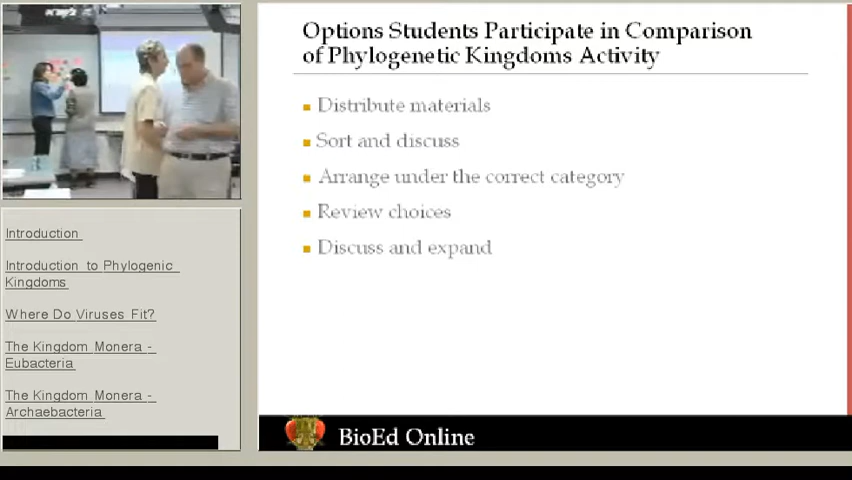 Options Students Participate in Comparison
of Phylogenetic Kingdoms Activity
Distribute materials
Sort and discuss
Arrange under the correct category
Review choices
Discuss and expand
Introduction
Introduction to Phylogenic
Kingdoms
Where Do Viruses Fit?
The Kingdom Monera -
Eubacteria
The Kingdom Monera -
Archaebacteria
BioEd Online